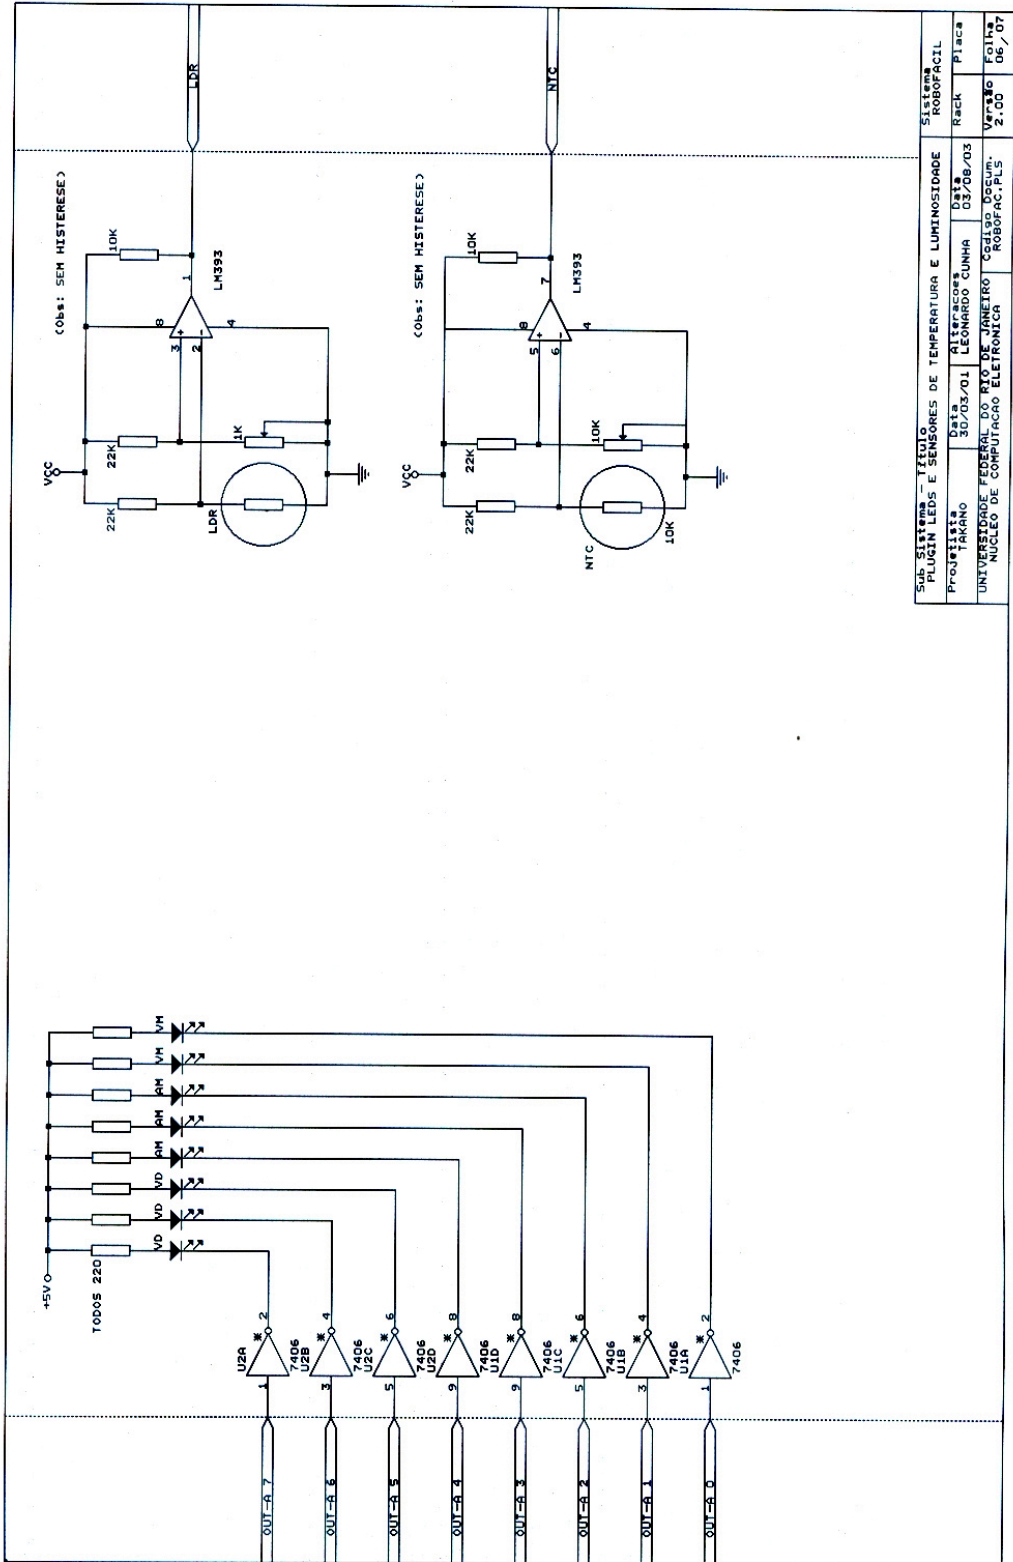 +5V
TODOS 220
VD
VD
VD
AM
AM
AM
VM
VM
OUT-A 7
1
U2A
*
2
7406
OUT-A 6
3
U2B
*
4
7406
OUT-A 5
5
U2C
*
6
7406
OUT-A 4
9
U2D
*
8
7406
OUT-A 3
9
U1D
*
8
7406
OUT-A 2
5
U1C
*
6
7406
OUT-A 1
3
U1B
*
4
7406
OUT-A 0
1
U1A
*
2
7406
(Obs: SEM HISTERESE)
VCC
22K
22K
10K
LDR
1K
3
2
+
-
8
4
1
LM393
LDR
(Obs: SEM HISTERESE)
VCC
22K
22K
10K
NTC
10K
10K
5
6
+
-
8
4
7
LM393
NTC
Sub Sistema - Titulo
PLUGIN LEDS E SENSORES DE TEMPERATURA E LUMINOSIDADE
Sistema
ROBOFACIL
Projetista
TAKANO
Data
30/03/01
Alteracoes
LEONARDO CUNHA
Data
03/08/03
Rack
Placa
UNIVERSIDADE FEDERAL DO RIO DE JANEIRO
NUCLEO DE COMPUTACAO ELETRONICA
Codigo Docum.
ROBOFAC.PLS
Versão
2.00
Folha
06/07